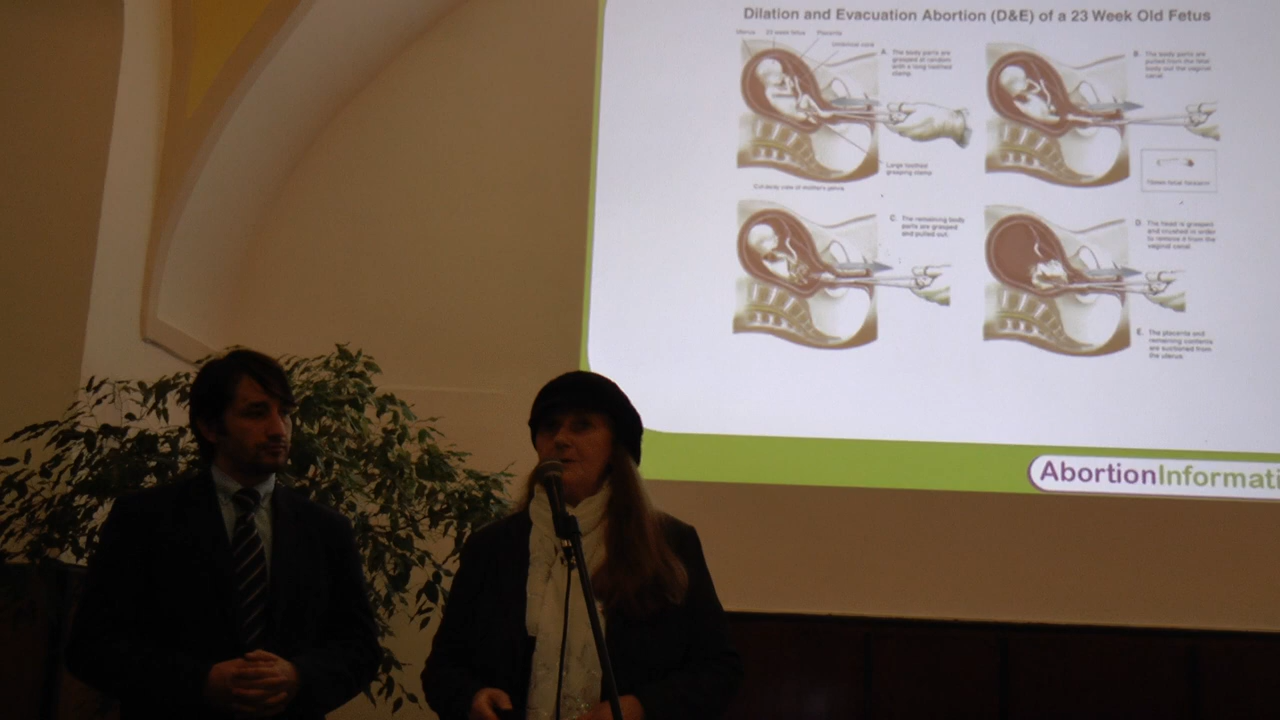 Dilation and Evacuation Abortion (D&E) of a 23 Week Old Fetus
Uterus
23 week fetus
Placenta
Umbilical cord
A. The body parts are
grasped at random
with a long toothed
clamp.
Large toothed
grasping clamp
Cut-away view of mother's pelvis
B. The body parts are
pulled from the fetal
body out the vaginal
canal.
C. The remaining body
parts are grasped
and pulled out.
D. The head is grasped
and crushed in order
to remove it from the
vaginal canal.
E. The placenta and
remaining contents
are suctioned from
the uterus.
AbortionInformati